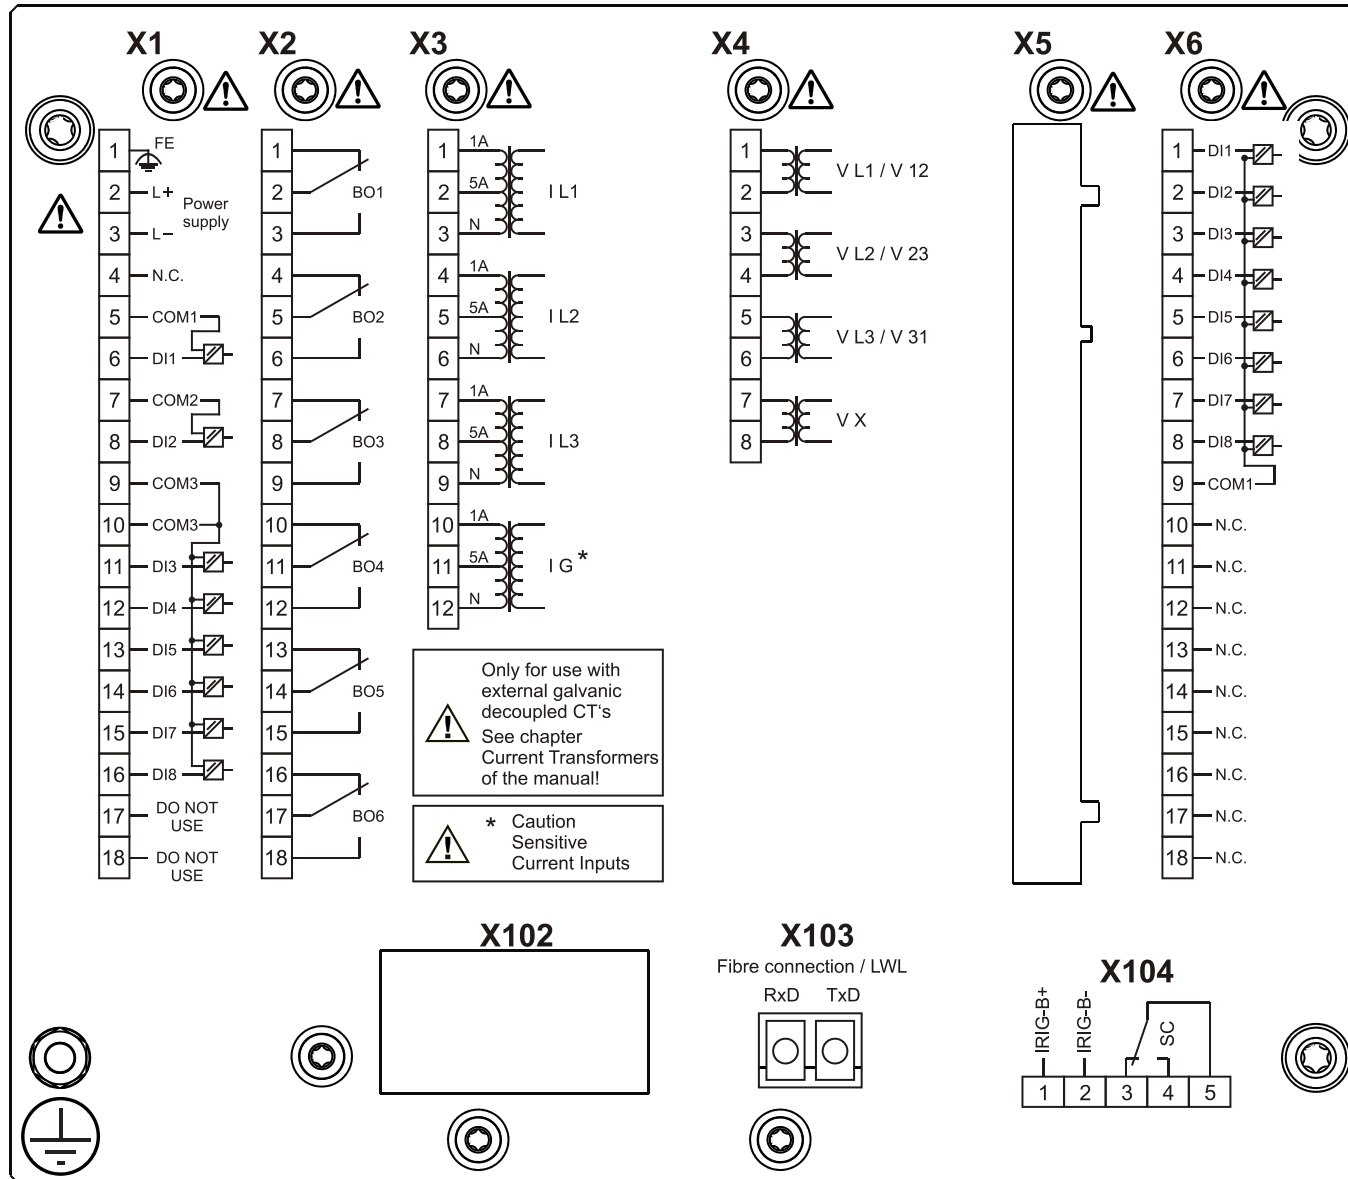 X1
X2
X3
X4
X5
X6
1 FE
2 L+
Power
supply
3 L−
4 N.C.
5 COM1
6 DI1
7 COM2
8 DI2
9 COM3
10 COM3
11 DI3
12 DI4
13 DI5
14 DI6
15 DI7
16 DI8
17 DO NOT
USE
18 DO NOT
USE
1
2 BO1
3
4
5 BO2
6
7
8 BO3
9
10
11 BO4
12
13
14 BO5
15
16
17 BO6
18
1 1A
2 5A I L1
3 N
4 1A
5 5A I L2
6 N
7 1A
8 5A I L3
9 N
10 1A
11 5A I G*
12 N
Only for use with
external galvanic
decoupled CT‘s
See chapter
Current Transformers
of the manual!
* Caution
Sensitive
Current Inputs
1
V L1 / V 12
2
3
V L2 / V 23
4
5
V L3 / V 31
6
7
V X
8
1 DI1
2 DI2
3 DI3
4 DI4
5 DI5
6 DI6
7 DI7
8 DI8
9 COM1
10 N.C.
11 N.C.
12 N.C.
13 N.C.
14 N.C.
15 N.C.
16 N.C.
17 N.C.
18 N.C.
X102
X103
Fibre connection / LWL
RxD TxD
X104
IRIG-B+
IRIG-B-
SC
1 2 3 4 5